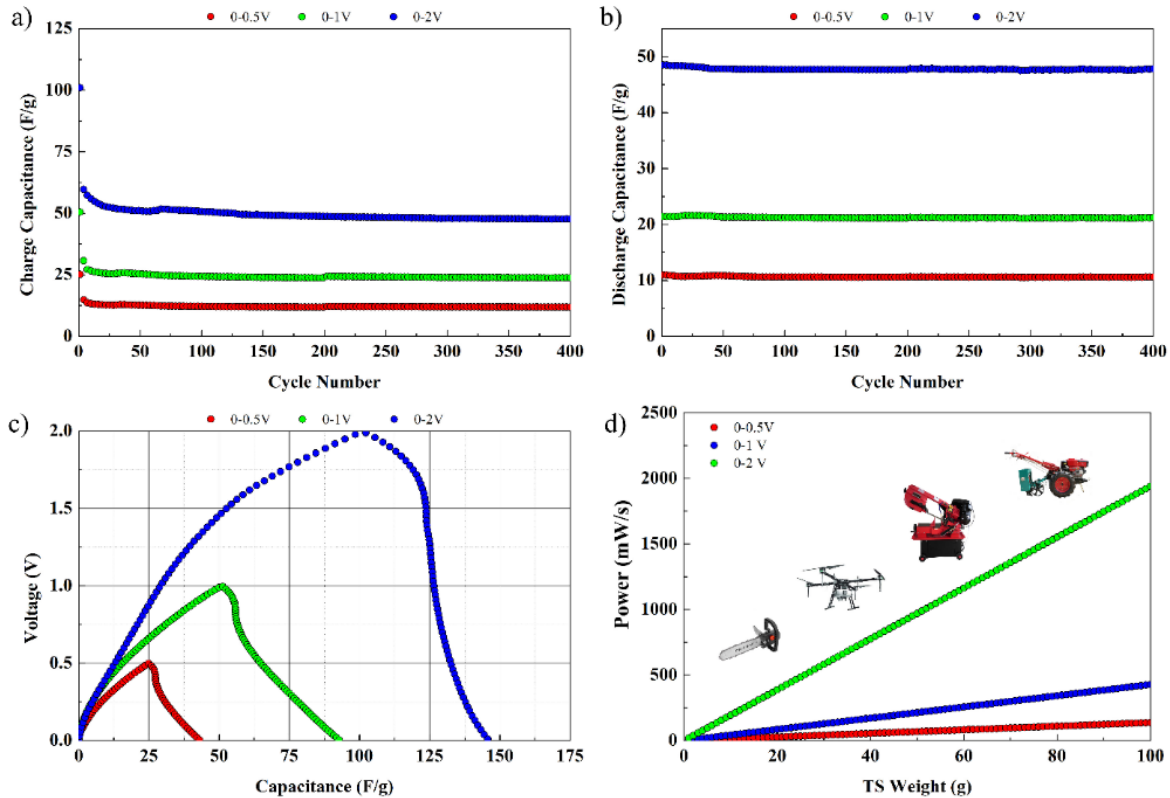 a)
0-0.5V 0-1V 0-2V
125
100
75
50
25
0
Charge Capacitance (F/g)
0 50 100 150 200 250 300 350 400
Cycle Number
b)
0-0.5V 0-1V 0-2V
50
40
30
20
10
0
Discharge Capacitance (F/g)
0 50 100 150 200 250 300 350 400
Cycle Number
c)
0-0.5V 0-1V 0-2V
2.0
1.5
1.0
0.5
0.0
Voltage (V)
0 25 50 75 100 125 150 175
Capacitance (F/g)
d)
0-0.5V
0-1 V
0-2 V
2500
2000
1500
1000
500
0
Power (mW/s)
0 20 40 60 80 100
TS Weight (g)